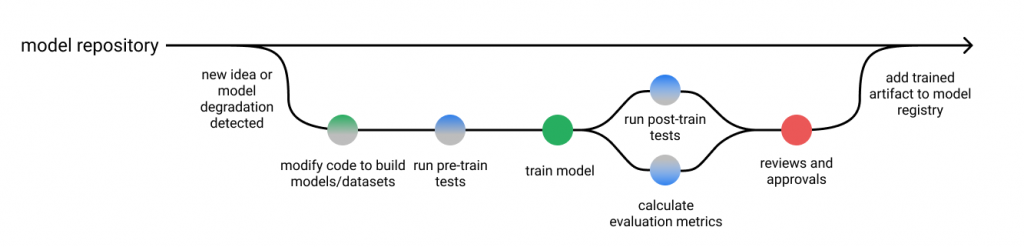 model repository
new idea or
model
degradation
detected
modify code to build
models/datasets
run pre-train
tests
train model
run post-train
tests
calculate
evaluation metrics
reviews and
approvals
add trained
artifact to model
registry